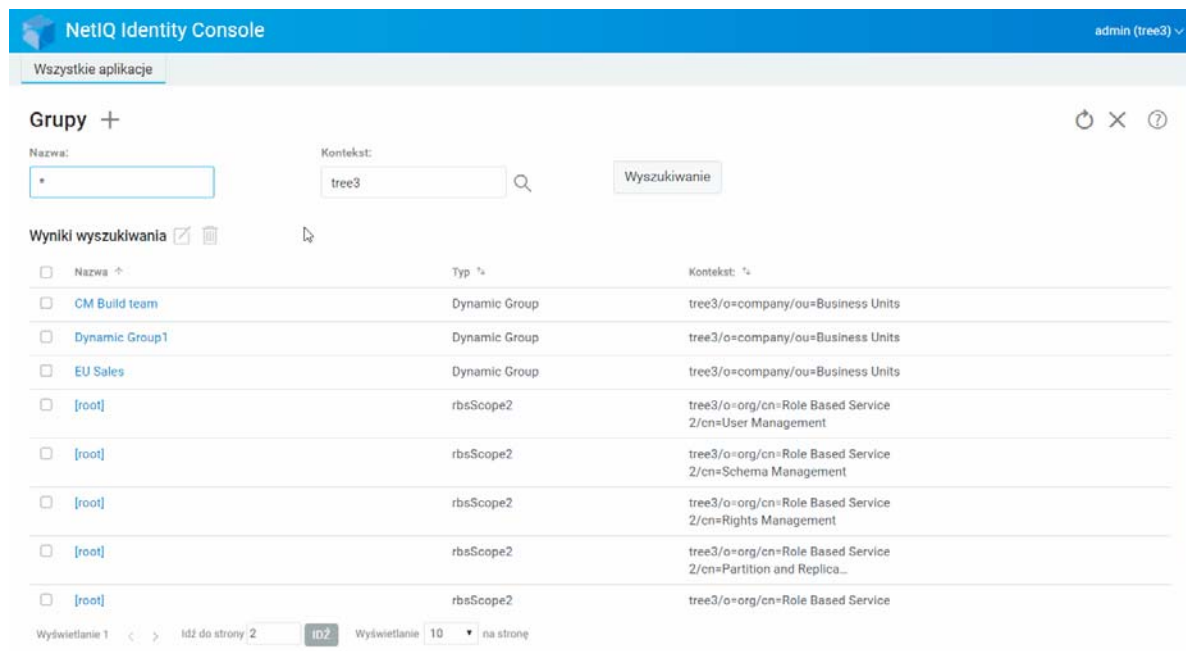 NetIQ Identity Console
admin (tree3)
Wszystkie aplikacje
Grupy
Nazwa: Kontekst:
* tree3 Wyszukiwanie
Wyniki wyszukiwania
Nazwa Typ Kontekst:
CM Build team Dynamic Group tree3/o=company/ou=Business Units
Dynamic Group1 Dynamic Group tree3/o=company/ou=Business Units
EU Sales Dynamic Group tree3/o=company/ou=Business Units
[root] rbsScope2 tree3/o=org/cn=Role Based Service
2/cn=User Management
[root] rbsScope2 tree3/o=org/cn=Role Based Service
2/cn=Schema Management
[root] rbsScope2 tree3/o=org/cn=Role Based Service
2/cn=Rights Management
[root] rbsScope2 tree3/o=org/cn=Role Based Service
2/cn=Partition and Replica...
[root] rbsScope2 tree3/o=org/cn=Role Based Service
Wyświetlanie 1 < > Idź do strony 2 IDŹ Wyświetlanie 10 na stronę